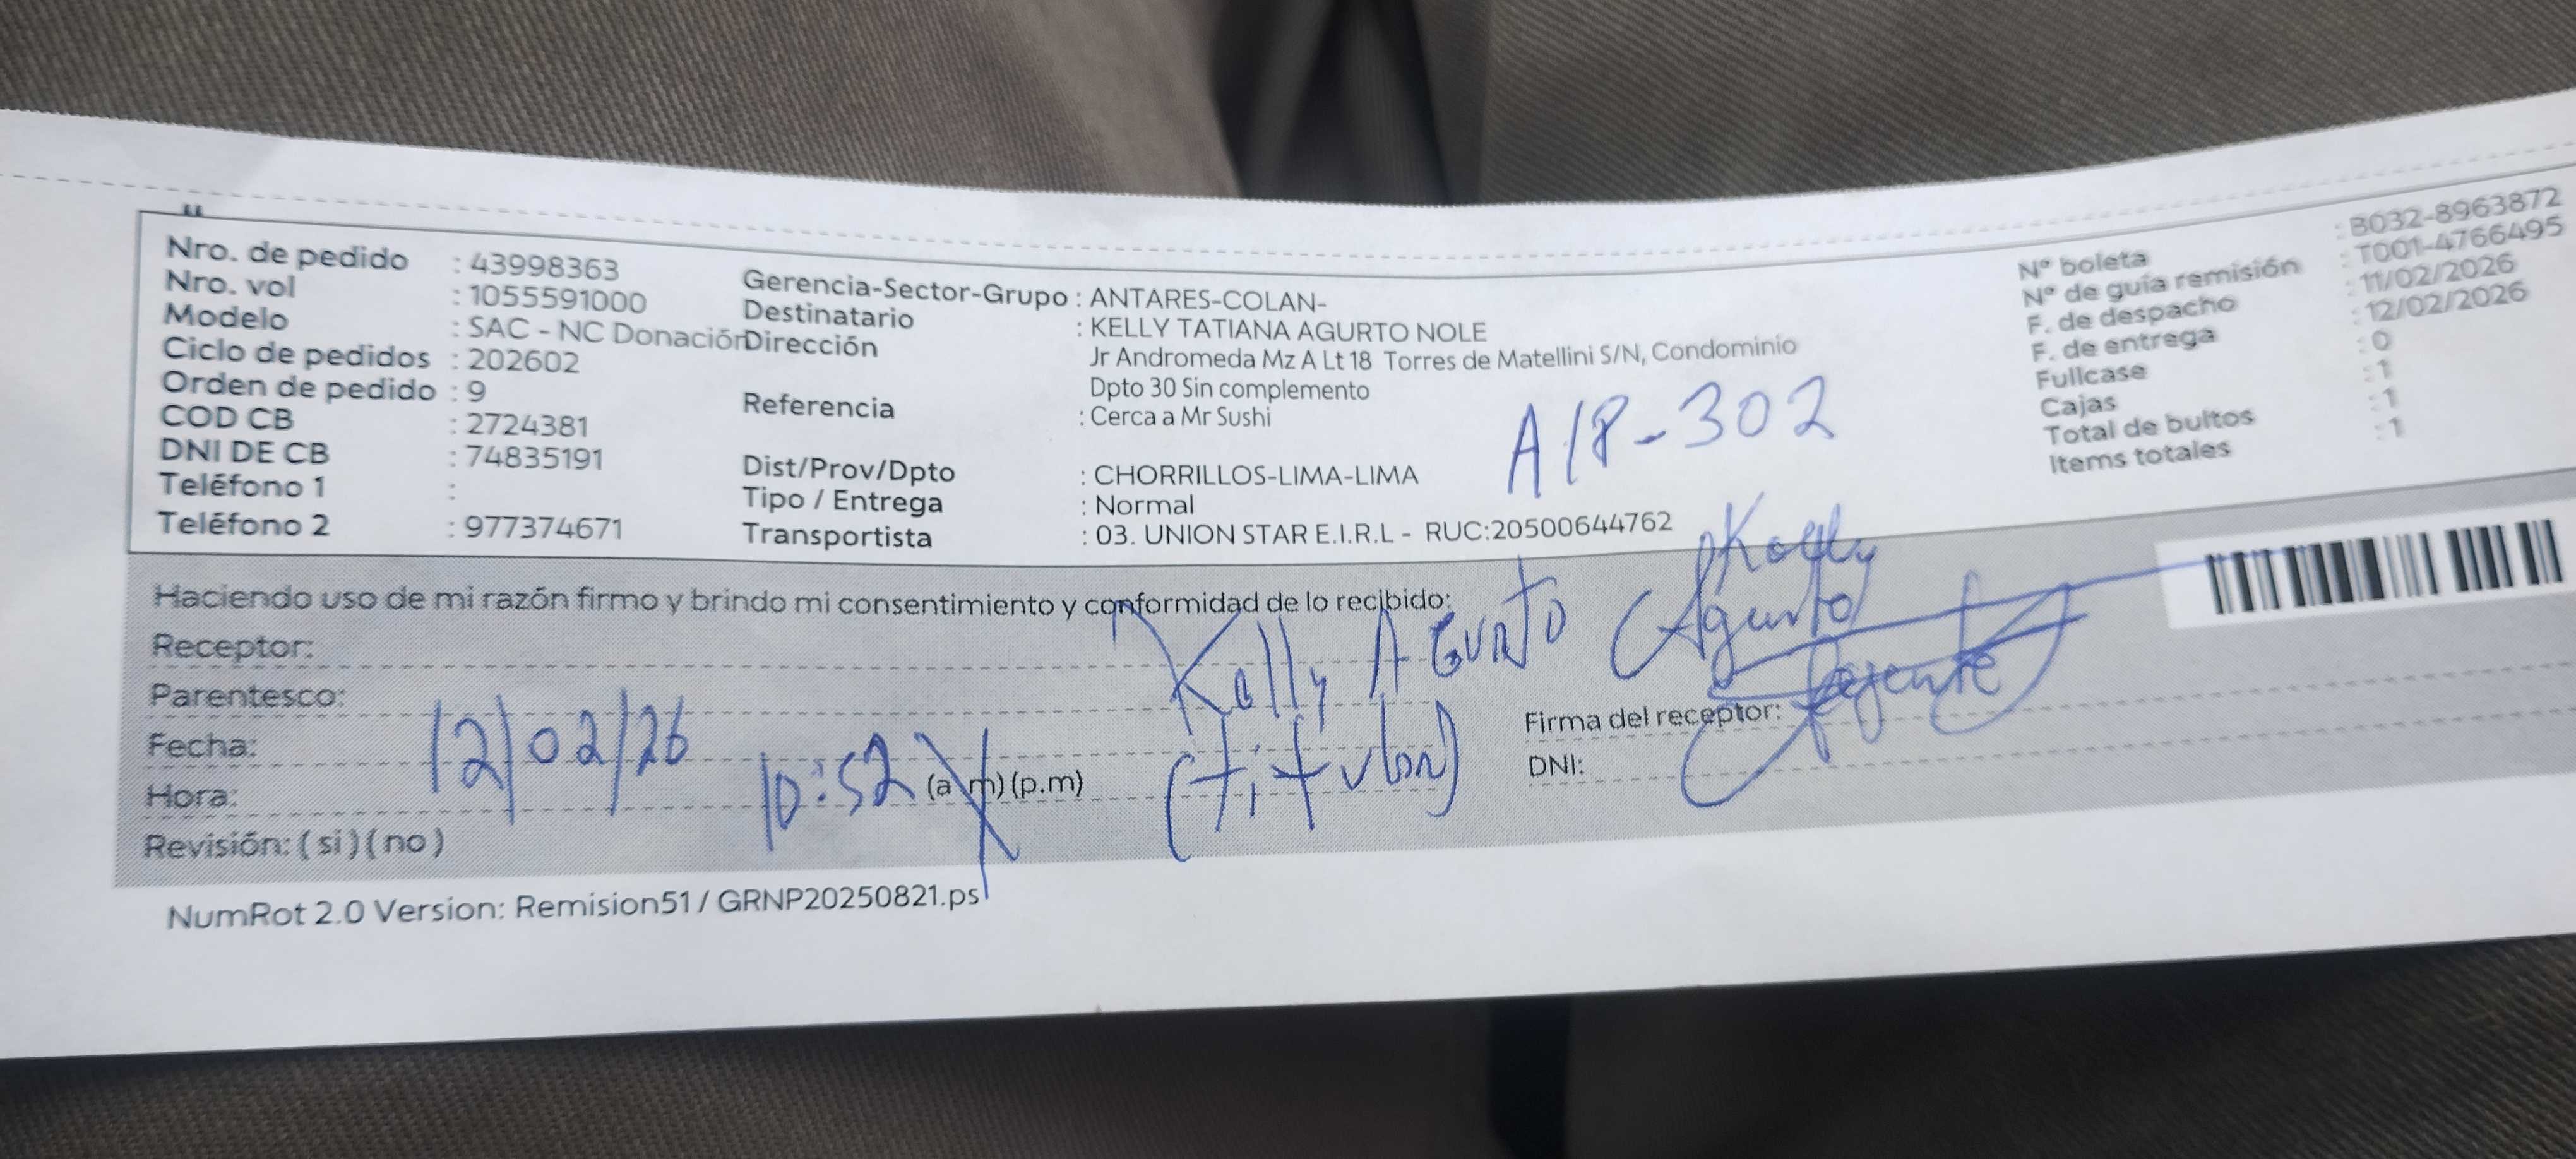 Nro. de pedido : 43998363
Nro. vol : 1055591000
Modelo : SAC - NC Donación
Ciclo de pedidos : 202602
Orden de pedido : 9
COD CB : 2724381
DNI DE CB : 74835191
Teléfono 1 :
Teléfono 2 : 977374671
Gerencia-Sector-Grupo : ANTARES-COLAN-
Destinatario : KELLY TATIANA AGURTO NOLE
Dirección Jr Andromeda Mz A Lt 18 Torres de Matellini S/N, Condominio
Dpto 30 Sin complemento
Referencia : Cerca a Mr Sushi
A18-302
Dist/Prov/Dpto : CHORRILLOS-LIMA-LIMA
Tipo / Entrega : Normal
Transportista : 03. UNION STAR E.I.R.L - RUC:20500644762
N° boleta : B032-8963872
N° de guía remisión : T001-4766495
F. de despacho : 11/02/2026
F. de entrega : 12/02/2026
Fullcase : 0
Cajas : 1
Total de bultos : 1
Items totales : 1
Haciendo uso de mi razón firmo y brindo mi consentimiento y conformidad de lo recibido:
Receptor: Kelly AGURTO
Parentesco: (titular)
Fecha: 12/02/26
Hora: 10:52 (a.m) (p.m)
Revisión: ( si ) ( no )
Kelly
Agurto
Firma del receptor:
DNI:
NumRot 2.0 Version: Remision51 / GRNP20250821.ps